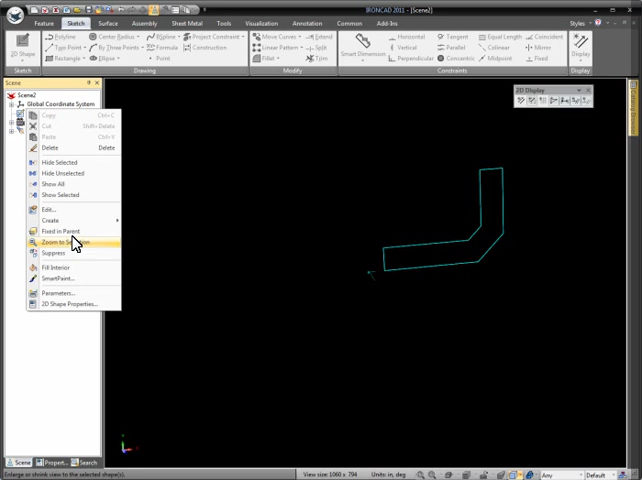 IRONCAD 2011 - [Scene2]
Feature Sketch Surface Assembly Sheet Metal Tools Visualization Annotation Common Add-Ins Styles
2D Shape Polyline Center Radius BSpline Project Constraint Move Curves Extend Smart Dimension Horizontal Tangent Equal Length Coincident Display
Two Point By Three Points Formula Construction Linear Pattern Split Vertical Parallel Colinear Mirror
Rectangle Ellipse Point Fillet Trim Perpendicular Concentric Midpoint Fixed
Sketch Drawing Modify Constraints Display
Scene
2D Display
Scene2
Global Coordinate System
Copy Ctrl+C
Cut Shift+Delete
Paste Ctrl+V
Delete Delete
Hide Selected
Hide Unselected
Show All
Show Selected
Edit...
Create
Fixed in Parent
Zoom to
Suppress
Fill Interior
SmartPaint...
Parameters...
2D Shape Properties...
Catalog Browser
Scene Propert... Search
Enlarge or shrink view to the selected shape(s). View size: 1060 x 794 Units: in, deg Any Default